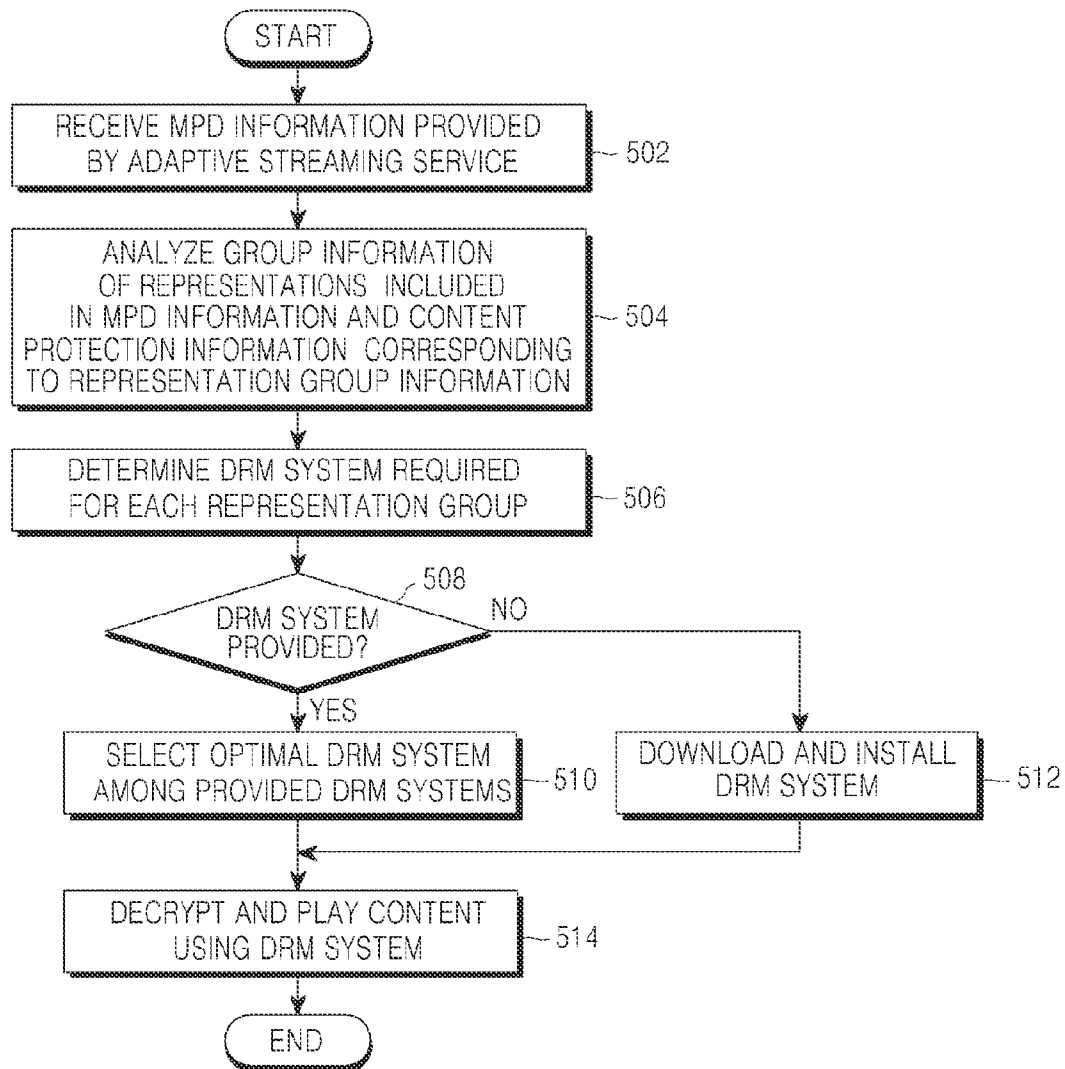 START
RECEIVE MPD INFORMATION PROVIDED
BY ADAPTIVE STREAMING SERVICE
502
ANALYZE GROUP INFORMATION
OF REPRESENTATIONS INCLUDED
IN MPD INFORMATION AND CONTENT
PROTECTION INFORMATION CORRESPONDING
TO REPRESENTATION GROUP INFORMATION
504
DETERMINE DRM SYSTEM REQUIRED
FOR EACH REPRESENTATION GROUP
506
508
DRM SYSTEM
PROVIDED?
NO
YES
SELECT OPTIMAL DRM SYSTEM
AMONG PROVIDED DRM SYSTEMS
510
DOWNLOAD AND INSTALL
DRM SYSTEM
512
DECRYPT AND PLAY CONTENT
USING DRM SYSTEM
514
END